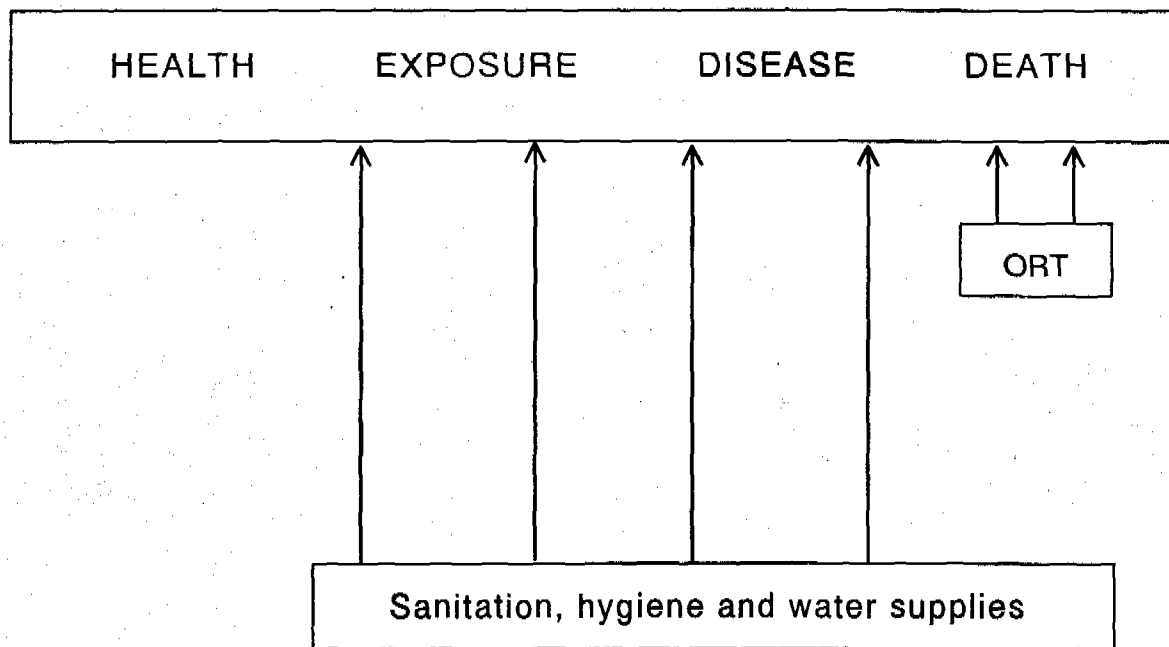 HEALTH EXPOSURE DISEASE DEATH
ORT
Sanitation, hygiene and water supplies